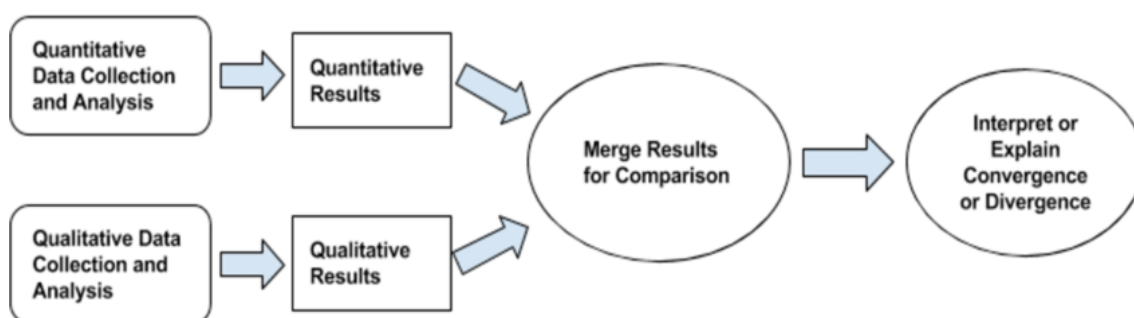 Quantitative
Data Collection
and Analysis
Quantitative
Results
Qualitative Data
Collection and
Analysis
Qualitative
Results
Merge Results
for Comparison
Interpret or
Explain
Convergence
or Divergence